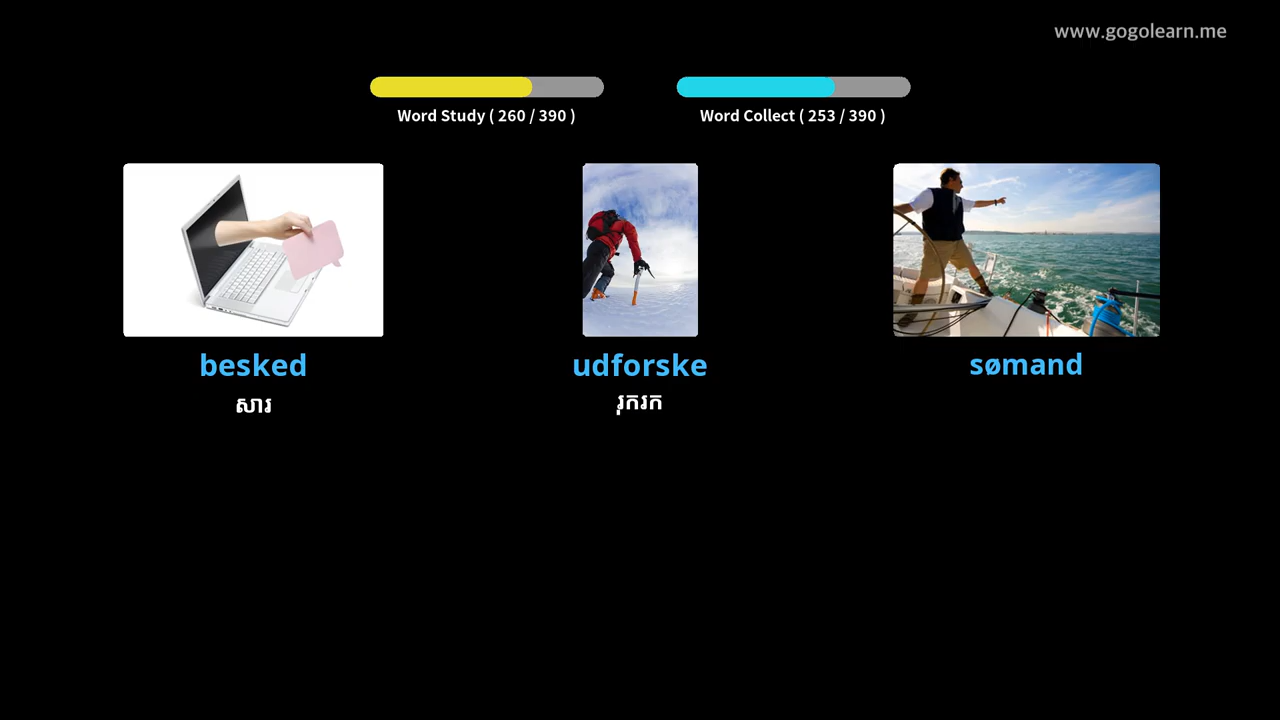 www.gogolearn.me
Word Study ( 260 / 390 )
Word Collect ( 253 / 390 )
besked
udforske
sømand
សារ
រុករក